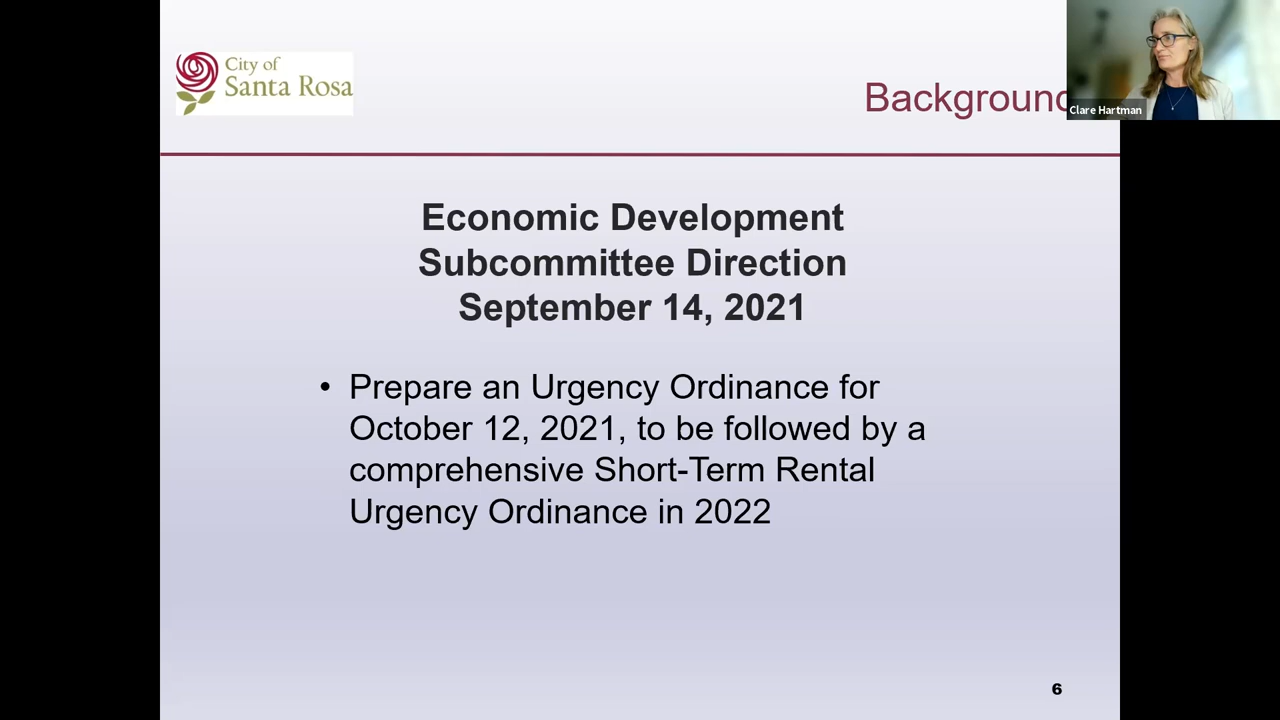 City of
Santa Rosa
Background
Clare Hartman
Economic Development
Subcommittee Direction
September 14, 2021
• Prepare an Urgency Ordinance for
October 12, 2021, to be followed by a
comprehensive Short-Term Rental
Urgency Ordinance in 2022
6